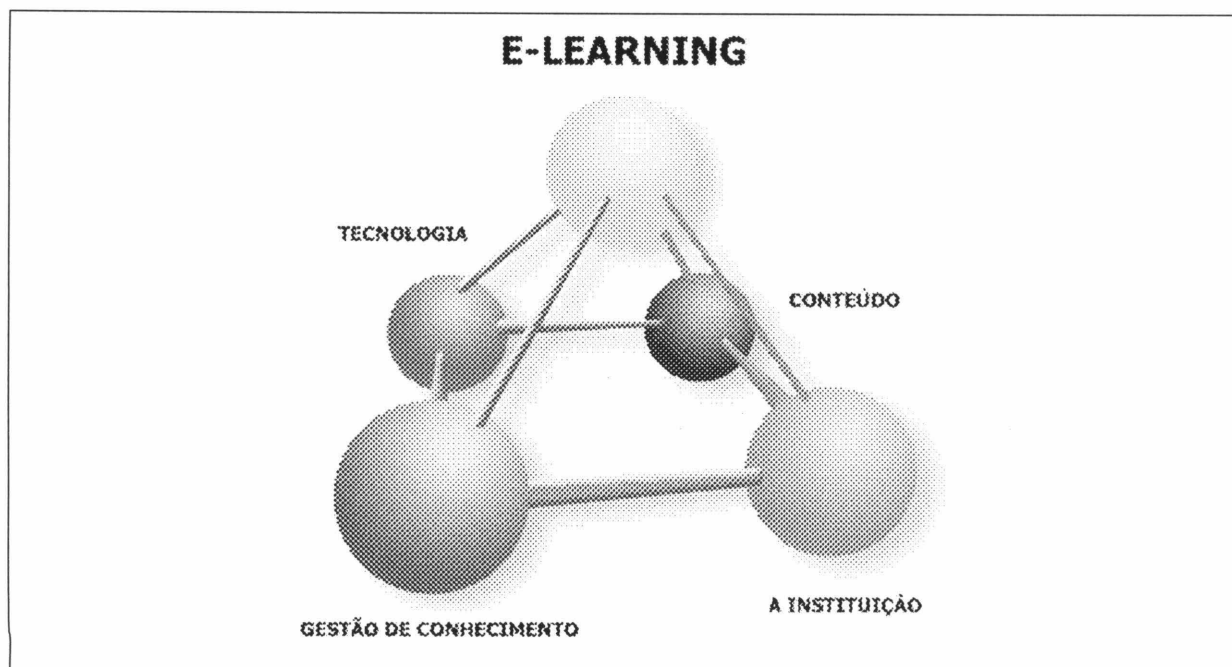 E-LEARNING
TECNOLOGIA
CONTEÚDO
A INSTITUIÇÃO
GESTÃO DE CONHECIMENTO